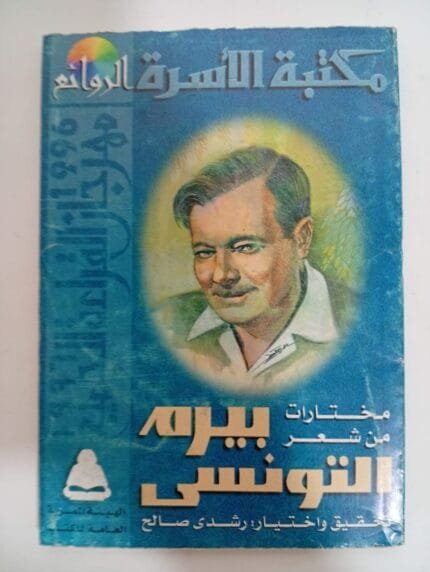 مكتبة الأسرة
الروائع
مهرجان القراءة للجميع
1996
مختارات
من شعر
بيرم
التونسى
تحقيق واختيار: رشدى صالح
الهيئة المصرية
العامة للكتاب